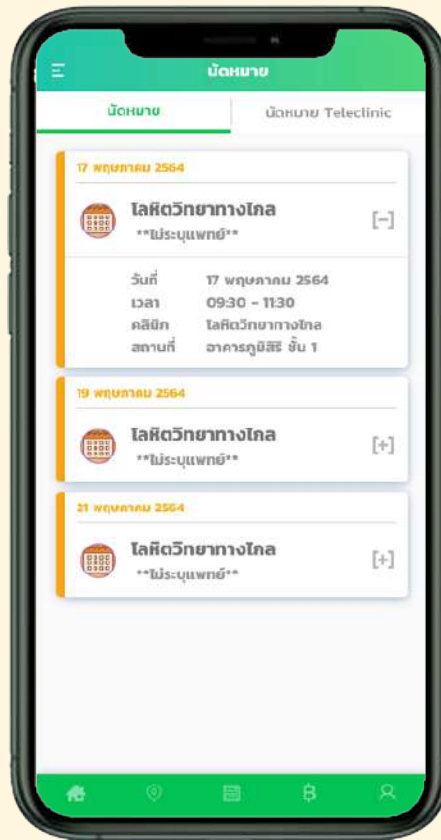 นัดหมาย
นัดหมาย นัดหมาย Teleclinic
17 พฤษภาคม 2564
โลหิตวิทยาทางไกล [-]
**ไม่ระบุแพทย์**
วันที่ 17 พฤษภาคม 2564
เวลา 09:30 - 11:30
คลินิก โลหิตวิทยาทางไกล
สถานที่ อาคารภูมิสิริ ชั้น 1
19 พฤษภาคม 2564
โลหิตวิทยาทางไกล [+]
**ไม่ระบุแพทย์**
21 พฤษภาคม 2564
โลหิตวิทยาทางไกล [+]
**ไม่ระบุแพทย์**